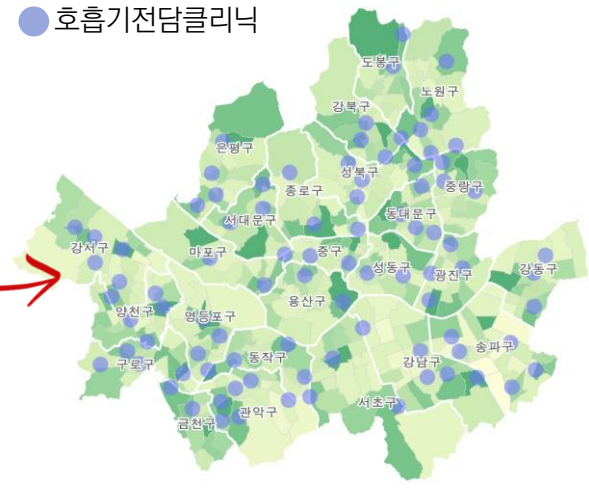 호흡기전담클리닉
도봉구
노원구
강북구
은평구
성북구
종로구
중랑구
서대문구
동대문구
강서구
마포구
중구
성동구
광진구
강동구
용산구
양천구
영등포구
동작구
송파구
구로구
강남구
서초구
관악구
금천구